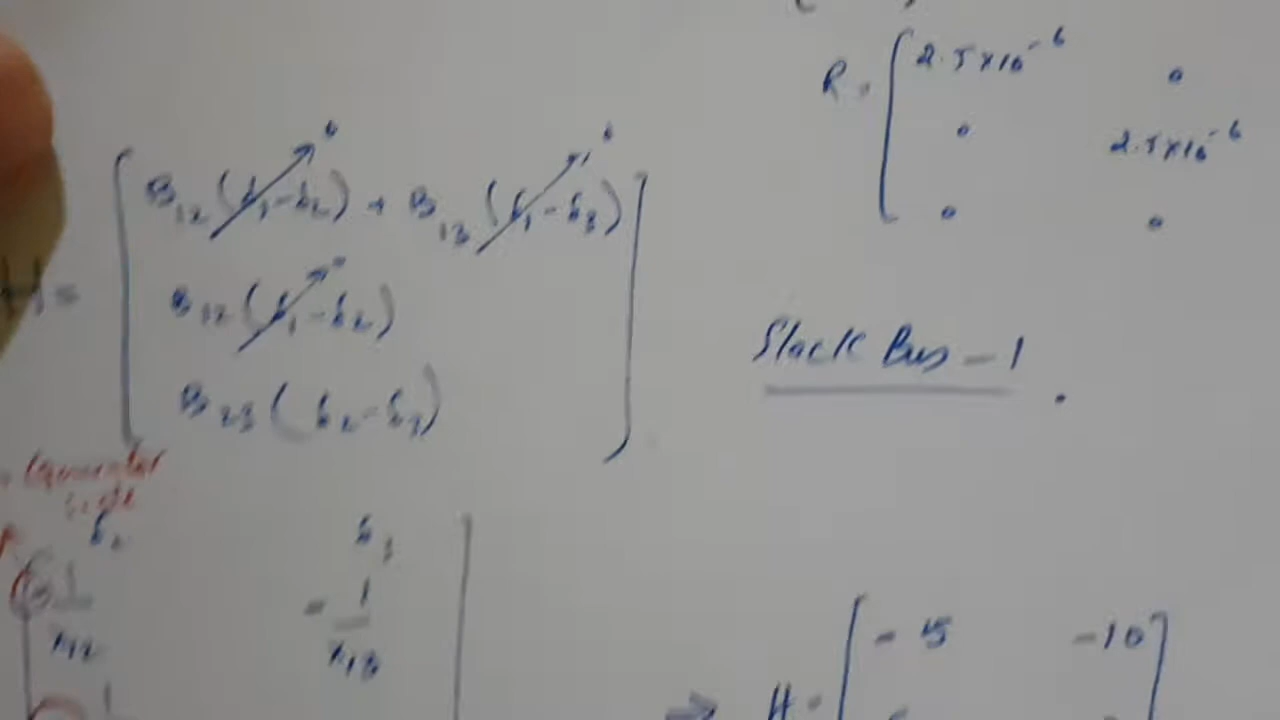 R = [ 2.5×10⁻⁶ 0
0 2.5×10⁻⁶
0 0
H = [ B₁₂(δ₁-δ₂) + B₁₃(δ₁-δ₃) ]
B₁₂(δ₁-δ₂)
B₂₃(δ₂-δ₃)
Slack Bus - 1
δ₂ δ₃
1/x₁₂ -1/x₁₃
⇒ H = [ -5 -10 ]